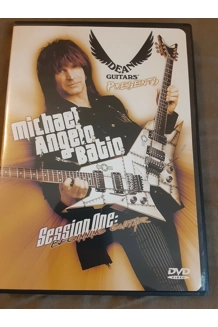 DEAN
GUITARS
PRESENTS
michael
Angelo
Batio
Session One:
DVD